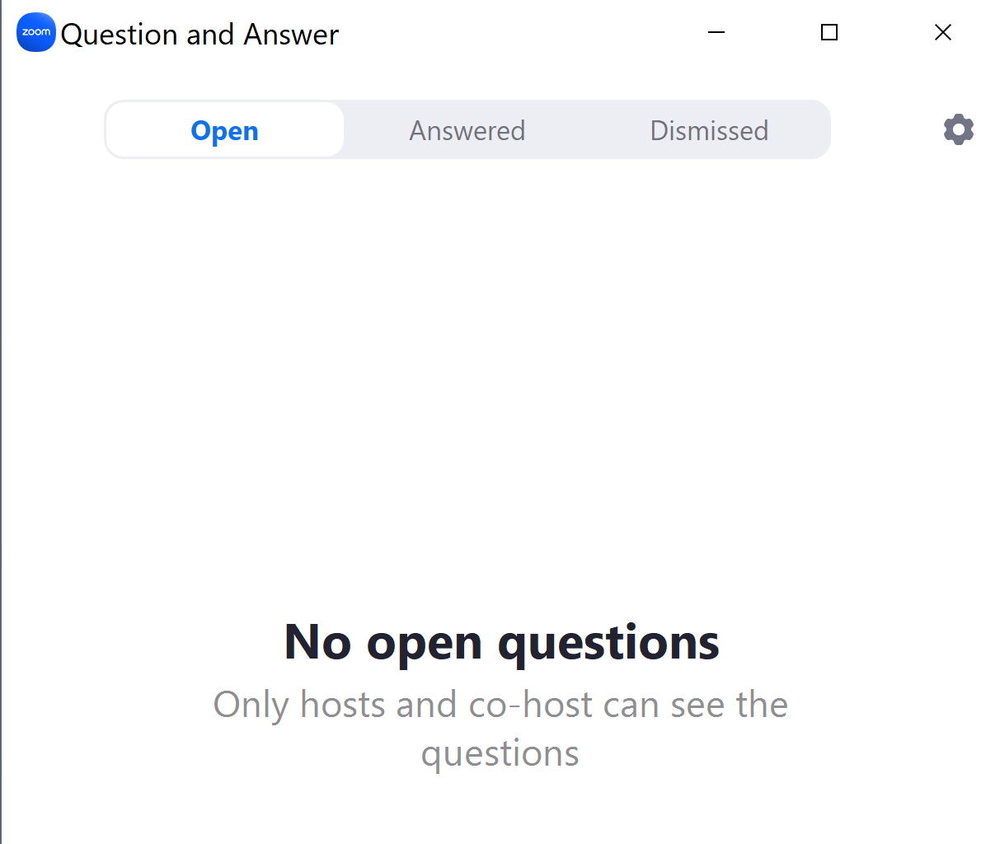 zoom Question and Answer
Open Answered Dismissed
No open questions
Only hosts and co-host can see the
questions